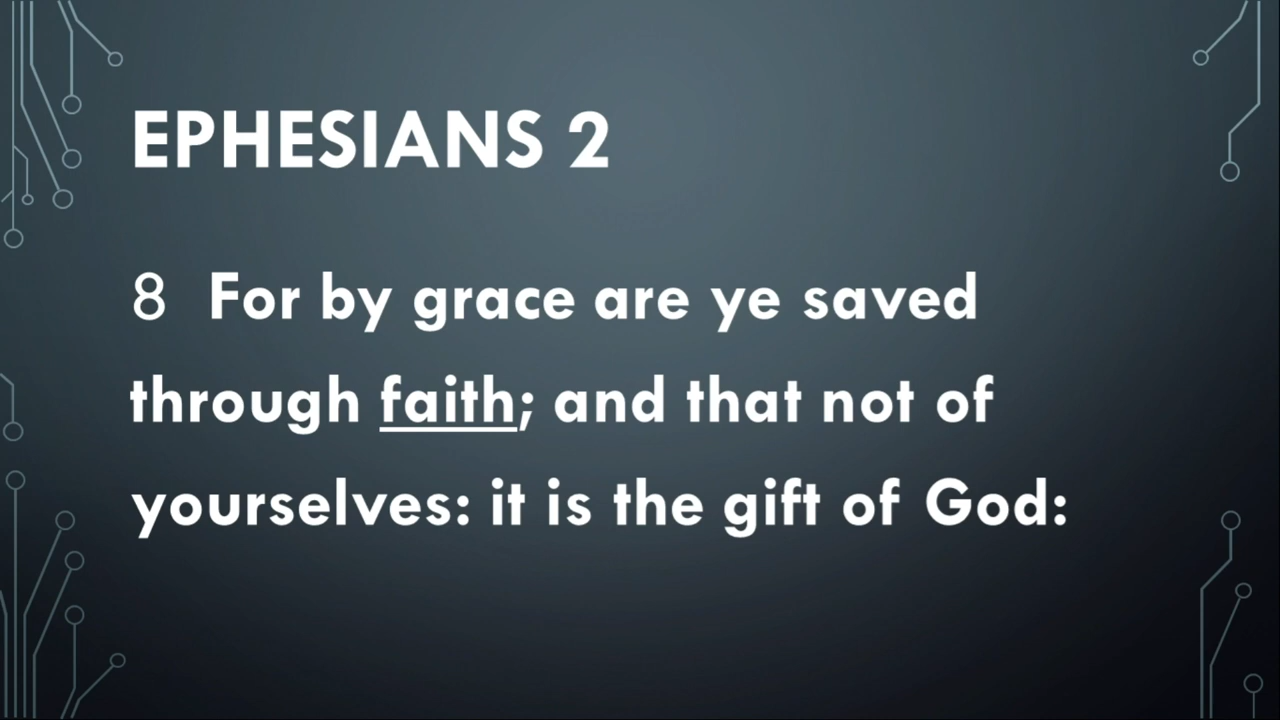 EPHESIANS 2
8 For by grace are ye saved
through faith; and that not of
yourselves: it is the gift of God: